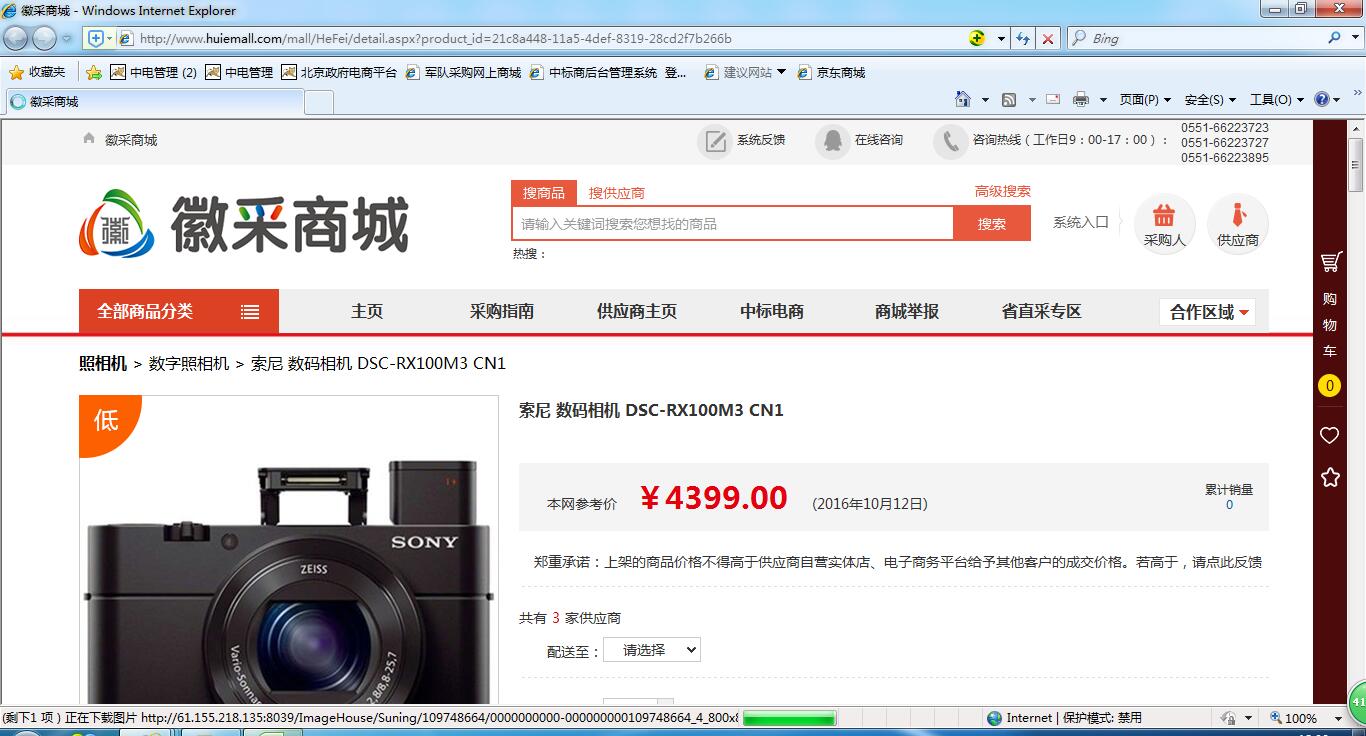 徽采商城 - Windows Internet Explorer
http://www.huiemall.com/mall/HeFei/detail.aspx?product_id=21c8a448-11a5-4def-8319-28cd2f7b266b
Bing
收藏夹 中电管理 (2) 中电管理 北京政府电商平台 军队采购网上商城 中标商后台管理系统 登... 建议网站 京东商城
徽采商城
页面(P) 安全(S) 工具(O)
徽采商城 系统反馈 在线咨询 咨询热线 ( 工作日9：00-17：00 ) ：
0551-66223723
0551-66223727
0551-66223895
徽 徽采商城
搜商品 搜供应商 高级搜索
请输入关键词搜索您想找的商品 搜索
热搜：
系统入口 采购人 供应商
全部商品分类 主页 采购指南 供应商主页 中标电商 商城举报 省直采专区 合作区域
照相机 > 数字照相机 > 索尼 数码相机 DSC-RX100M3 CN1
低
索尼 数码相机 DSC-RX100M3 CN1
本网参考价 ￥4399.00 (2016年10月12日)
累计销量
0
郑重承诺：上架的商品价格不得高于供应商自营实体店、电子商务平台给予其他客户的成交价格。若高于，请点此反馈
共有 3 家供应商
配送至： 请选择
SONY
ZEISS
Vario-Sonnar
2,8/8,8-25,7
购
物
车
0
41
(剩下1 项 ) 正在下载图片 http://61.155.218.135:8039/ImageHouse/Suning/109748664/0000000000-000000000109748664_4_800x8
Internet | 保护模式: 禁用 100%